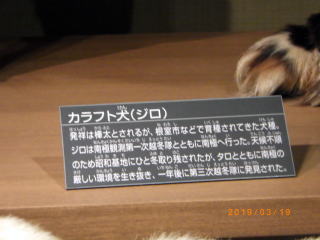 カラフト犬(ジロ)
発祥は樺太とされるが、根室市などで育種されてきた犬種。
ジロは南極観測第一次越冬隊とともに南極へ行った。天候不順
のため昭和基地にひと冬取り残されたが、タロとともに南極の
厳しい環境を生き抜き、一年後に第三次越冬隊に発見された。
2019/03/19